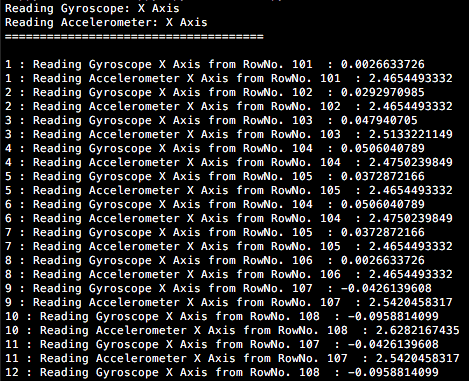 Reading Gyroscope: X Axis
Reading Accelerometer: X Axis
=====================================
1 : Reading Gyroscope X Axis from RowNo. 101  : 0.0026633726
1 : Reading Accelerometer X Axis from RowNo. 101  : 2.4654493332
2 : Reading Gyroscope X Axis from RowNo. 102  : 0.0292970985
2 : Reading Accelerometer X Axis from RowNo. 102  : 2.4654493332
3 : Reading Gyroscope X Axis from RowNo. 103  : 0.047940705
3 : Reading Accelerometer X Axis from RowNo. 103  : 2.5133221149
4 : Reading Gyroscope X Axis from RowNo. 104  : 0.0506040789
4 : Reading Accelerometer X Axis from RowNo. 104  : 2.4750239849
5 : Reading Gyroscope X Axis from RowNo. 105  : 0.0372872166
5 : Reading Accelerometer X Axis from RowNo. 105  : 2.4654493332
6 : Reading Gyroscope X Axis from RowNo. 104  : 0.0506040789
6 : Reading Accelerometer X Axis from RowNo. 104  : 2.4750239849
7 : Reading Gyroscope X Axis from RowNo. 105  : 0.0372872166
7 : Reading Accelerometer X Axis from RowNo. 105  : 2.4654493332
8 : Reading Gyroscope X Axis from RowNo. 106  : 0.0026633726
8 : Reading Accelerometer X Axis from RowNo. 106  : 2.4654493332
9 : Reading Gyroscope X Axis from RowNo. 107  : -0.0426139608
9 : Reading Accelerometer X Axis from RowNo. 107  : 2.5420458317
10 : Reading Gyroscope X Axis from RowNo. 108  : -0.0958814099
10 : Reading Accelerometer X Axis from RowNo. 108  : 2.6282167435
11 : Reading Gyroscope X Axis from RowNo. 107  : -0.0426139608
11 : Reading Accelerometer X Axis from RowNo. 107  : 2.5420458317
12 : Reading Gyroscope X Axis from RowNo. 108  : -0.0958814099